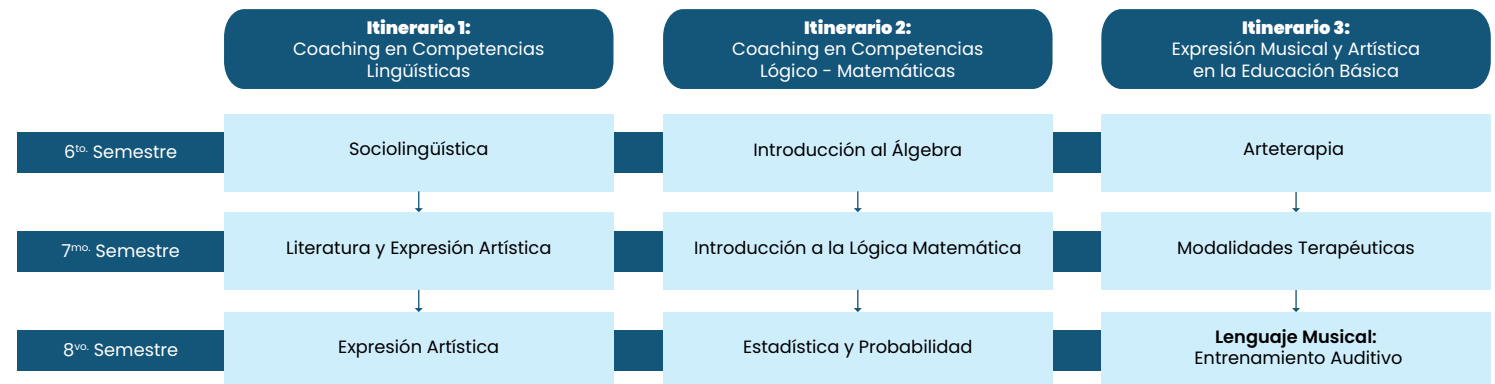 Itinerario 1:
Coaching en Competencias
Lingüísticas
Itinerario 2:
Coaching en Competencias
Lógico - Matemáticas
Itinerario 3:
Expresión Musical y Artística
en la Educación Básica
6to. Semestre
Sociolingüística
Introducción al Álgebra
Arteterapia
7mo. Semestre
Literatura y Expresión Artística
Introducción a la Lógica Matemática
Modalidades Terapéuticas
8vo. Semestre
Expresión Artística
Estadística y Probabilidad
Lenguaje Musical:
Entrenamiento Auditivo